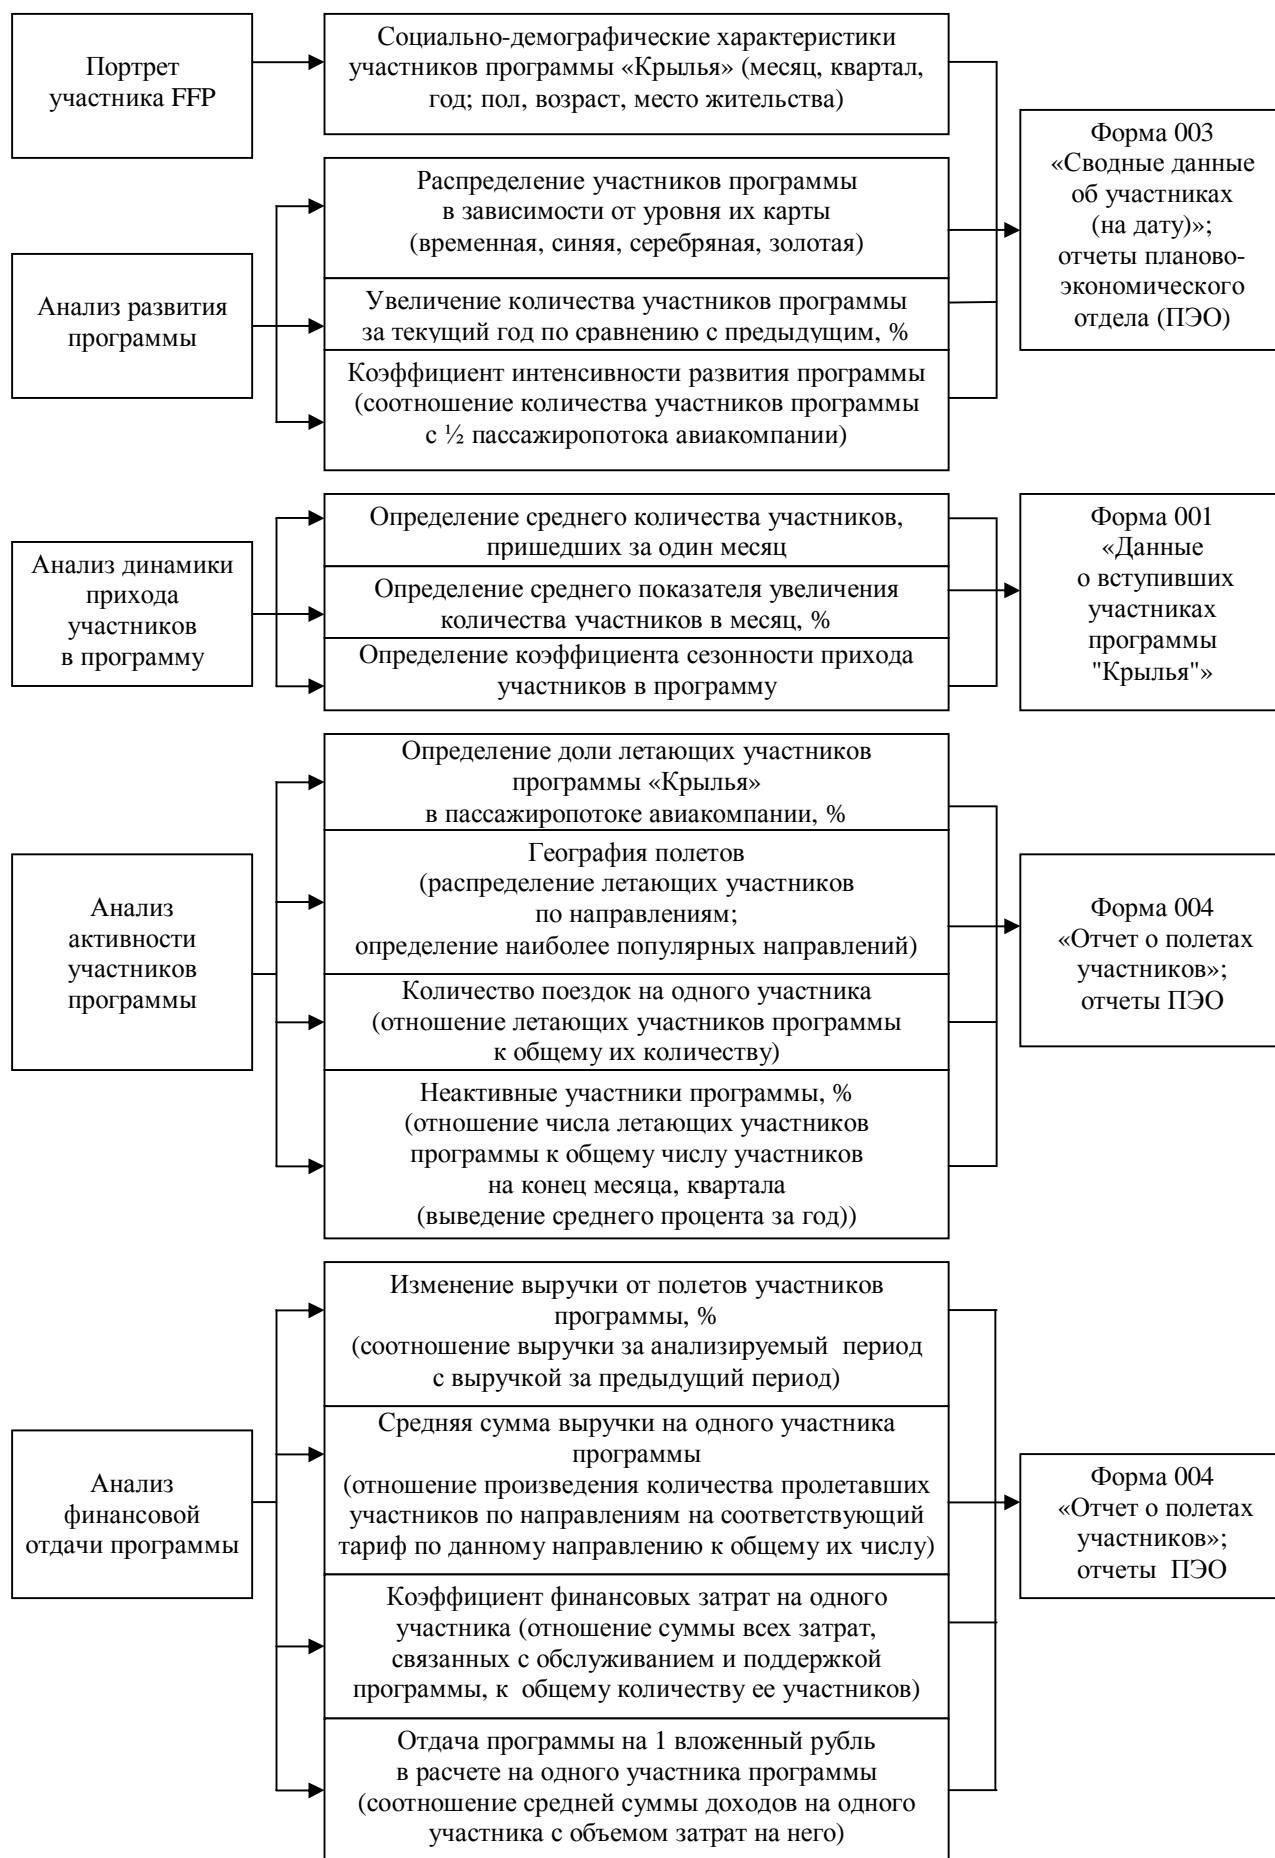 Портрет
участника FFP
Социально-демографические характеристики
участников программы «Крылья» (месяц, квартал,
год; пол, возраст, место жительства)
Анализ развития
программы
Распределение участников программы
в зависимости от уровня их карты
(временная, синяя, серебряная, золотая)
Увеличение количества участников программы
за текущий год по сравнению с предыдущим, %
Коэффициент интенсивности развития программы
(соотношение количества участников программы
с ½ пассажиропотока авиакомпании)
Форма 003
«Сводные данные
об участниках
(на дату)»;
отчеты планово-
экономического
отдела (ПЭО)
Анализ динамики
прихода
участников
в программу
Определение среднего количества участников,
пришедших за один месяц
Определение среднего показателя увеличения
количества участников в месяц, %
Определение коэффициента сезонности прихода
участников в программу
Форма 001
«Данные
о вступивших
участниках
программы
"Крылья"»
Анализ
активности
участников
программы
Определение доли летающих участников
программы «Крылья»
в пассажиропотоке авиакомпании, %
География полетов
(распределение летающих участников
по направлениям;
определение наиболее популярных направлений)
Количество поездок на одного участника
(отношение летающих участников программы
к общему их количеству)
Неактивные участники программы, %
(отношение числа летающих участников
программы к общему числу участников
на конец месяца, квартала
(выведение среднего процента за год))
Форма 004
«Отчет о полетах
участников»;
отчеты ПЭО
Анализ
финансовой
отдачи программы
Изменение выручки от полетов участников
программы, %
(соотношение выручки за анализируемый период
с выручкой за предыдущий период)
Средняя сумма выручки на одного участника
программы
(отношение произведения количества пролетавших
участников по направлениям на соответствующий
тариф по данному направлению к общему их числу)
Коэффициент финансовых затрат на одного
участника (отношение суммы всех затрат,
связанных с обслуживанием и поддержкой
программы, к общему количеству ее участников)
Отдача программы на 1 вложенный рубль
в расчете на одного участника программы
(соотношение средней суммы доходов на одного
участника с объемом затрат на него)
Форма 004
«Отчет о полетах
участников»;
отчеты ПЭО